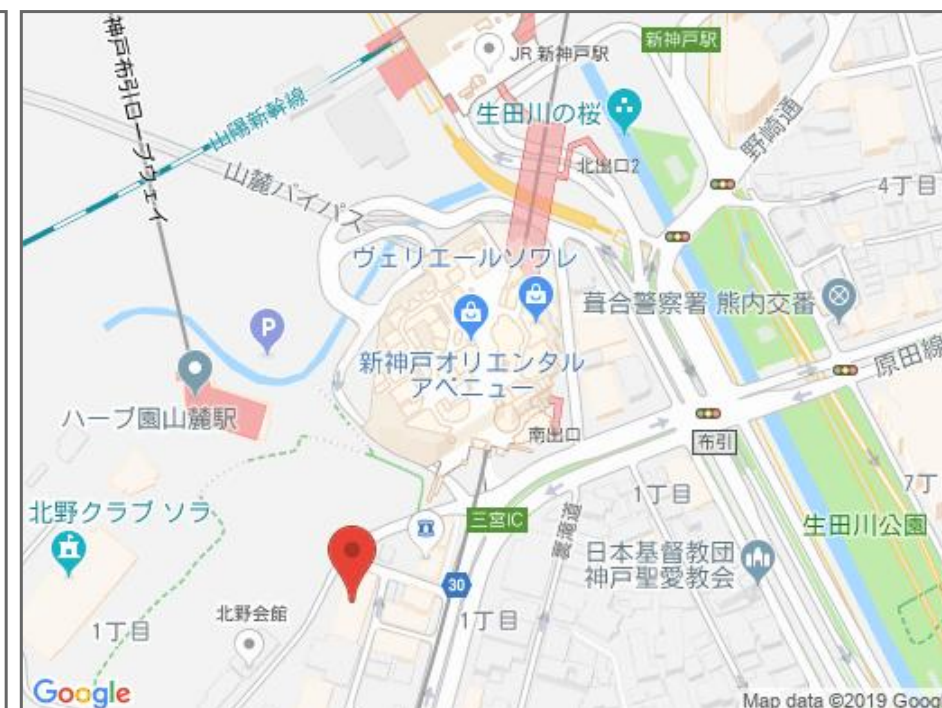 新神戸駅
JR 新神戸駅
神戸布引ロープウェイ
山陽新幹線
生田川の桜
野崎通
北出口2
山麓バイパス
4丁目
ヴェリエールソワレ
葺合警察署 熊内交番
P
新神戸オリエンタル
アベニュー
原田線
ハーブ園山麓駅
南出口
布引
7丁
1丁目
北野クラブ ソラ
三宮IC
裏滝道
生田川公園
日本基督教団
神戸聖愛教会
30
北野会館
1丁目
1丁目
Google
Map data ©2019 Goog